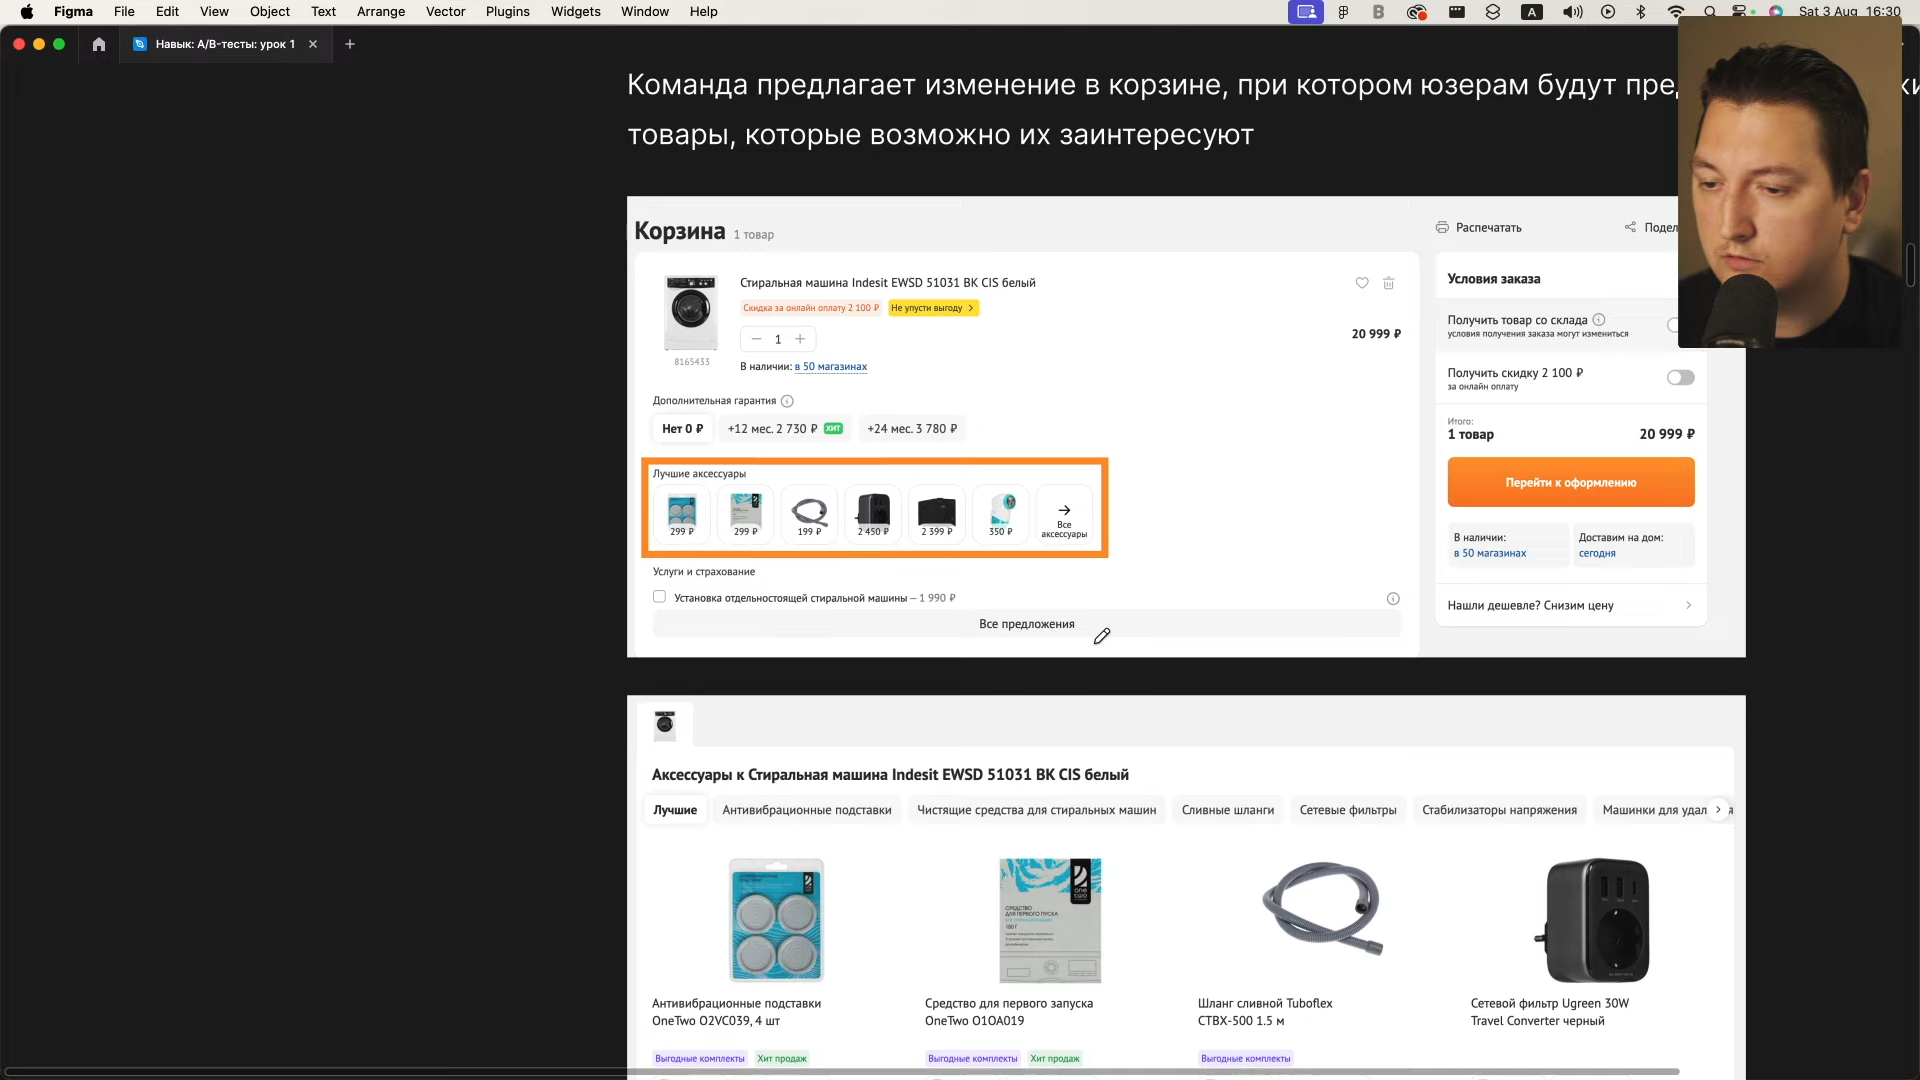 Figma File Edit View Object Text Arrange Vector Plugins Widgets Window Help
A
Sat 3 Aug 16:30
Навык: A/B-тесты: урок 1
Команда предлагает изменение в корзине, при котором юзерам будут
товары, которые возможно их заинтересуют
Корзина 1 товар
Распечатать
Стиральная машина Indesit EWSD 51031 BK CIS белый
Скидка за онлайн оплату 2 100 ₽ Не упусти выгоду
20 999 ₽
1
8165433
В наличии: в 50 магазинах
Дополнительная гарантия
Нет 0 ₽ +12 мес. 2 730 ₽ ХИТ +24 мес. 3 780 ₽
Лучшие аксессуары
299 ₽ 299 ₽ 199 ₽ 2 450 ₽ 2 399 ₽ 350 ₽
Все
аксессуары
Услуги и страхование
Установка отдельностоящей стиральной машины – 1 990 ₽
Все предложения
Условия заказа
Получить товар со склада
условия получения заказа могут измениться
Получить скидку 2 100 ₽
за онлайн оплату
Итого:
1 товар 20 999 ₽
Перейти к оформлению
В наличии:
в 50 магазинах
Доставим на дом:
сегодня
Нашли дешевле? Снизим цену
Аксессуары к Стиральная машина Indesit EWSD 51031 BK CIS белый
Лучшие Антивибрационные подставки Чистящие средства для стиральных машин Сливные шланги Сетевые фильтры Стабилизаторы напряжения Машинки для
one
two
СРЕДСТВО
ДЛЯ ПЕРВОГО ПУСКА
Антивибрационные подставки
OneTwo O2VC039, 4 шт
Средство для первого запуска
OneTwo O1OA019
Шланг сливной Tuboflex
СТВХ-500 1.5 м
Сетевой фильтр Ugreen 30W
Travel Converter черный
Выгодные комплекты Хит продаж
Выгодные комплекты Хит продаж
Выгодные комплекты